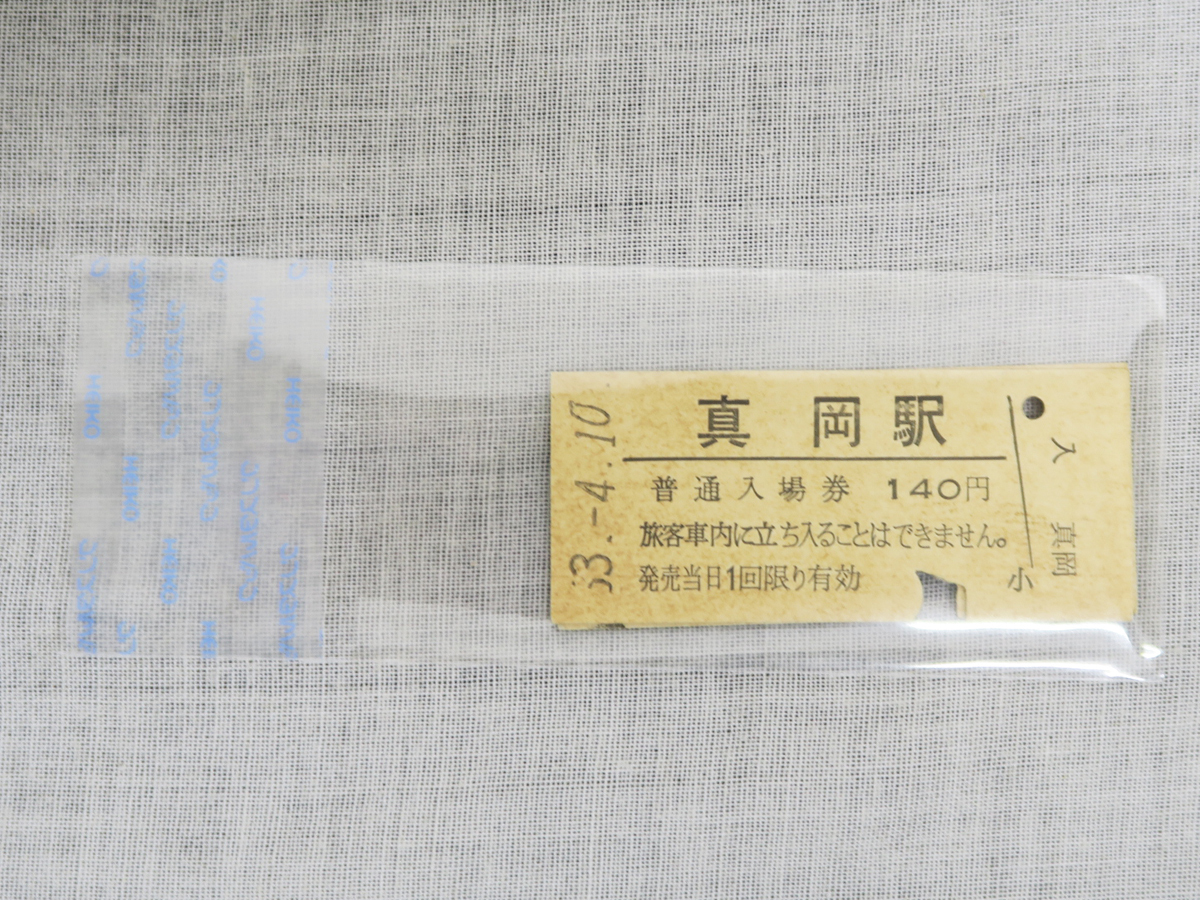 真岡駅
普通入場券 140円
旅客車内に立ち入ることはできません。
発売当日1回限り有効
63.-4.10
入
真岡
小